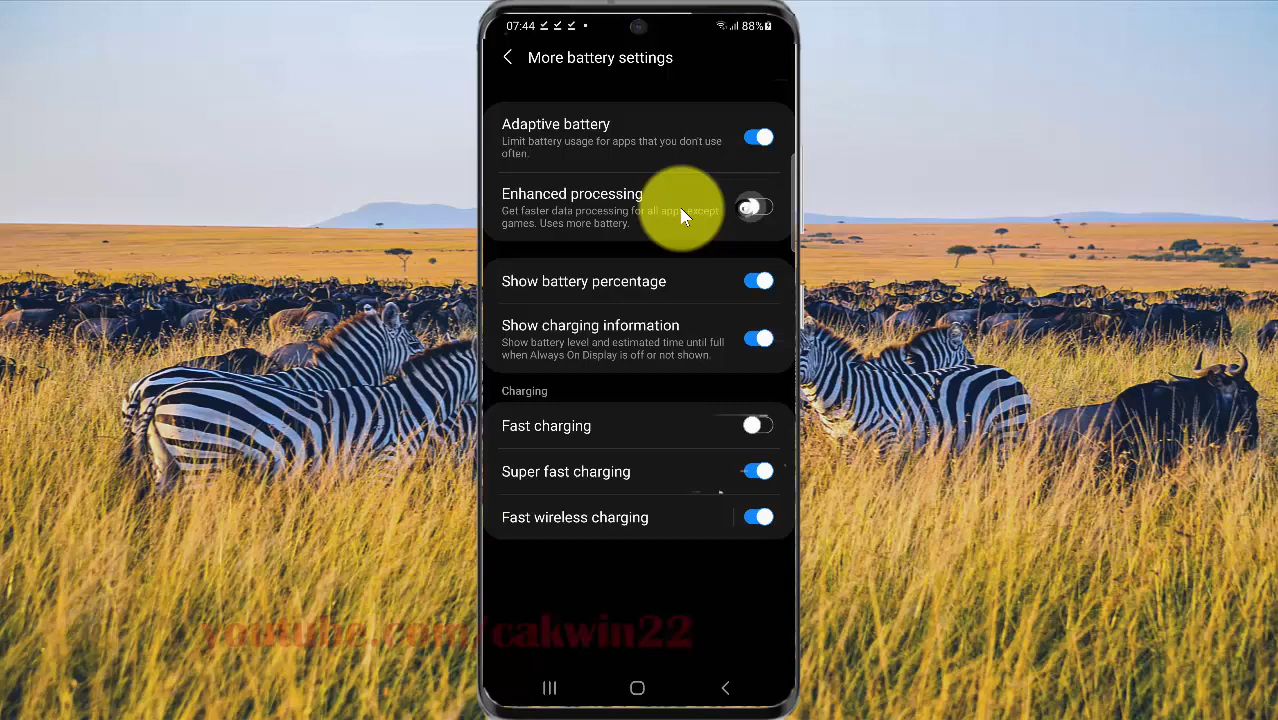 07:44 88%
More battery settings
Adaptive battery
Limit battery usage for apps that you don't use
often.
Enhanced processing
Get faster data processing for all apps except
games. Uses more battery.
Show battery percentage
Show charging information
Show battery level and estimated time until full
when Always On Display is off or not shown.
Charging
Fast charging
Super fast charging
Fast wireless charging
youtube.com/cakwin22